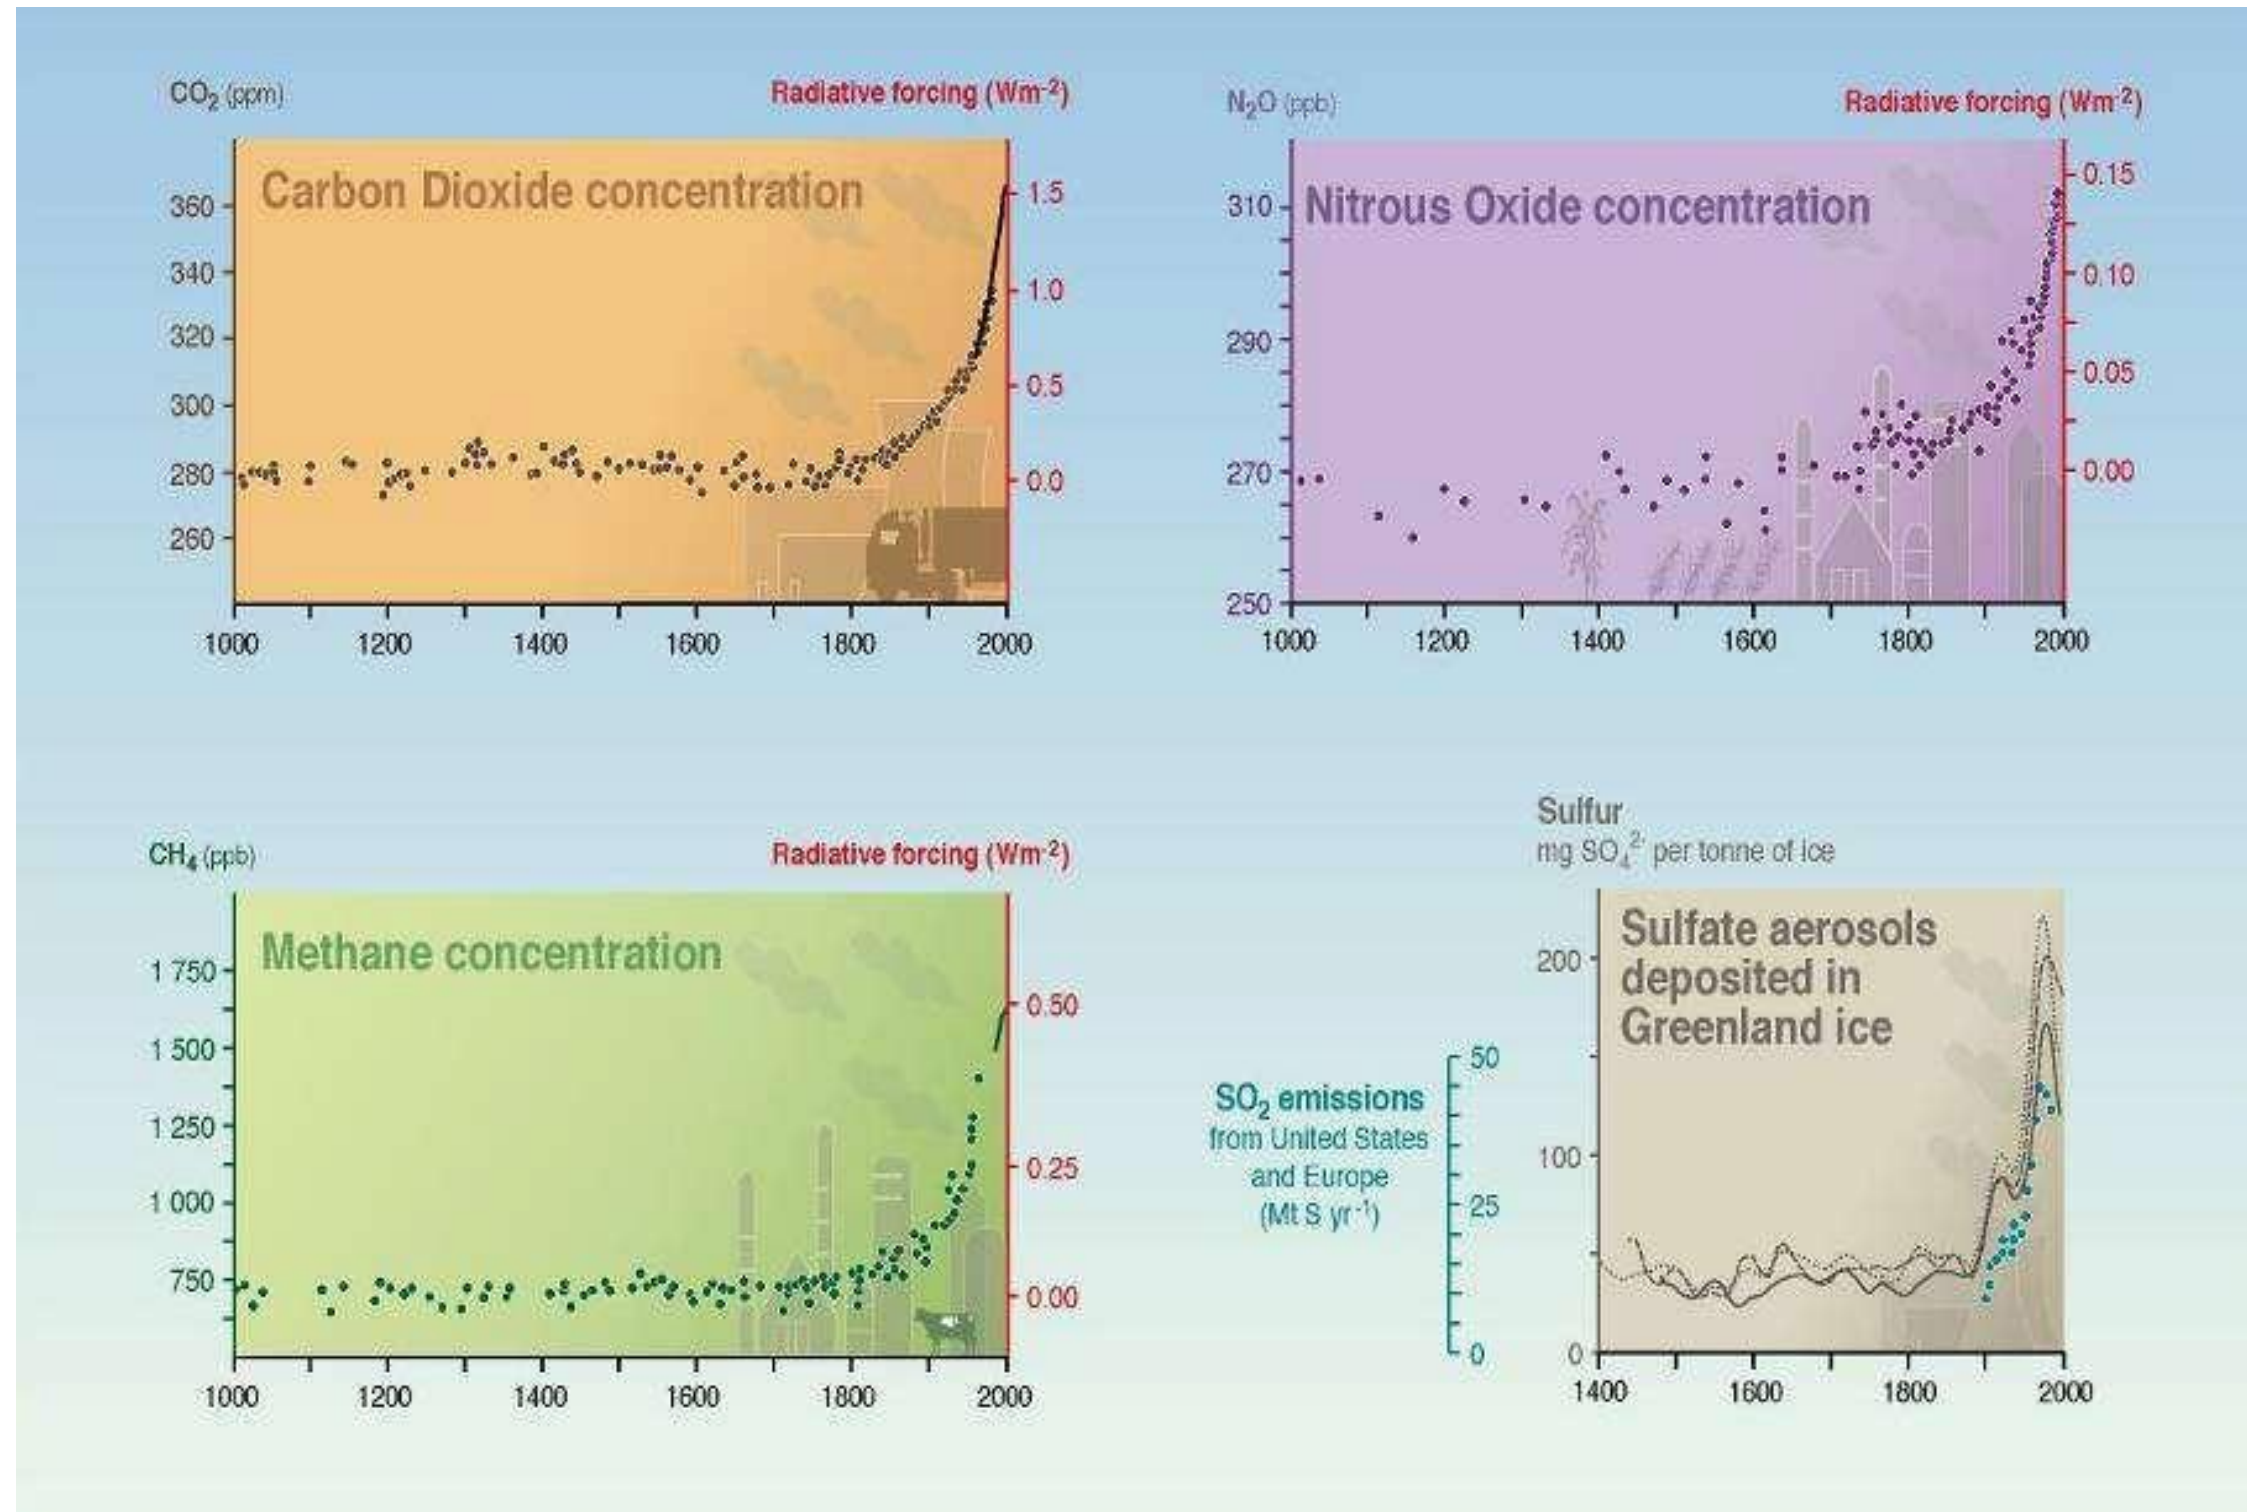 CO₂ (ppm)
Radiative forcing (Wm⁻²)
Carbon Dioxide concentration
360
340
320
300
280
260
1.5
1.0
0.5
0.0
1000 1200 1400 1600 1800 2000
N₂O (ppb)
Radiative forcing (Wm⁻²)
Nitrous Oxide concentration
310
290
270
250
0.15
0.10
0.05
0.00
1000 1200 1400 1600 1800 2000
CH₄ (ppb)
Radiative forcing (Wm⁻²)
Methane concentration
1 750
1 500
1 250
1 000
750
0.50
0.25
0.00
1000 1200 1400 1600 1800 2000
Sulfur
mg SO₄²⁻ per tonne of ice
Sulfate aerosols
deposited in
Greenland ice
200
100
0
SO₂ emissions
from United States
and Europe
(Mt S yr⁻¹)
50
25
0
1400 1600 1800 2000